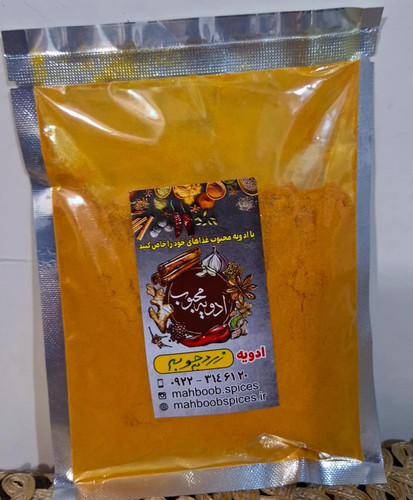 با ادویه محبوب غذاهای خود را خاص کنید
ادویه محبوب
ادویه زردچوبه
۰۹۲۲ - ۳۱۴ ۶۱ ۲۰
mahboob.spices
mahboobspices.ir